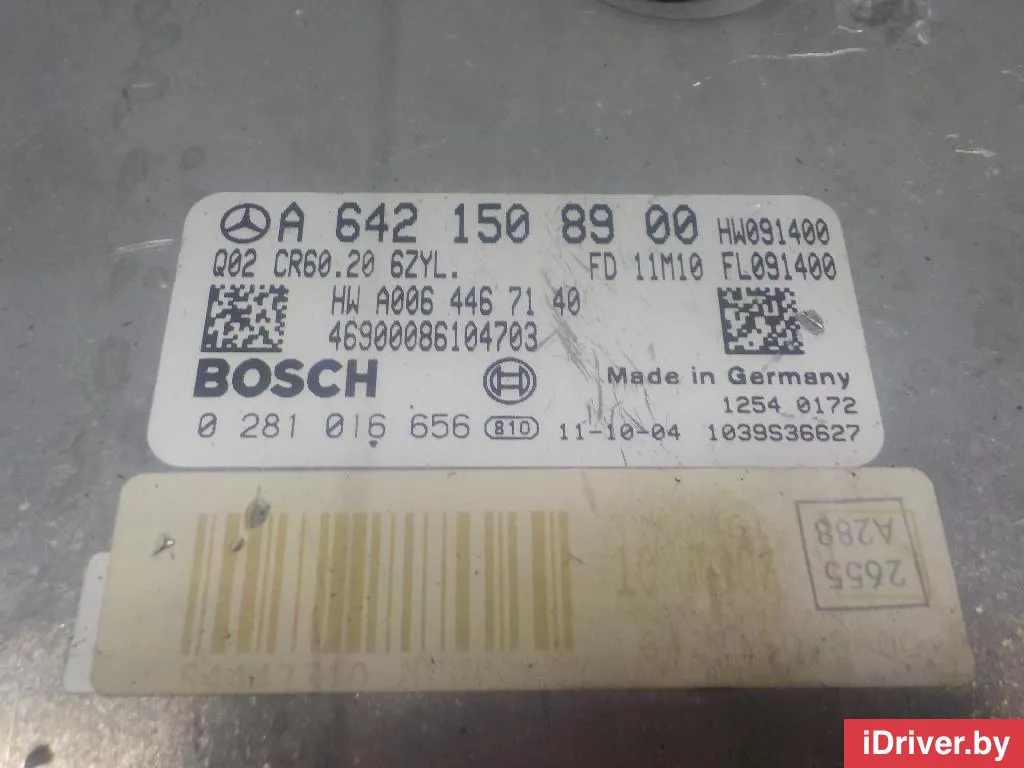 A 642 150 89 00 HW091400
Q02 CR60.20 6ZYL. FD 11M10 FL091400
HW A006 446 71 40
46900086104703
BOSCH Made in Germany
1254 0172
0 281 016 656 810 11-10-04 1039S36627
2655
A288
iDriver.by